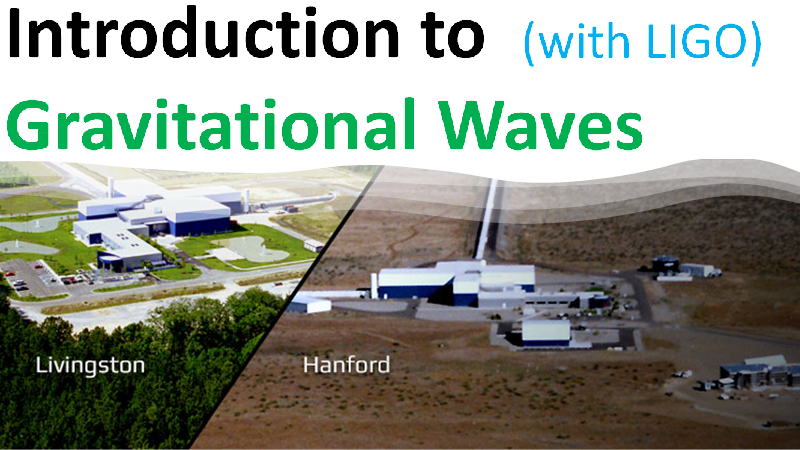 Introduction to (with LIGO)
Gravitational Waves
Livingston
Hanford